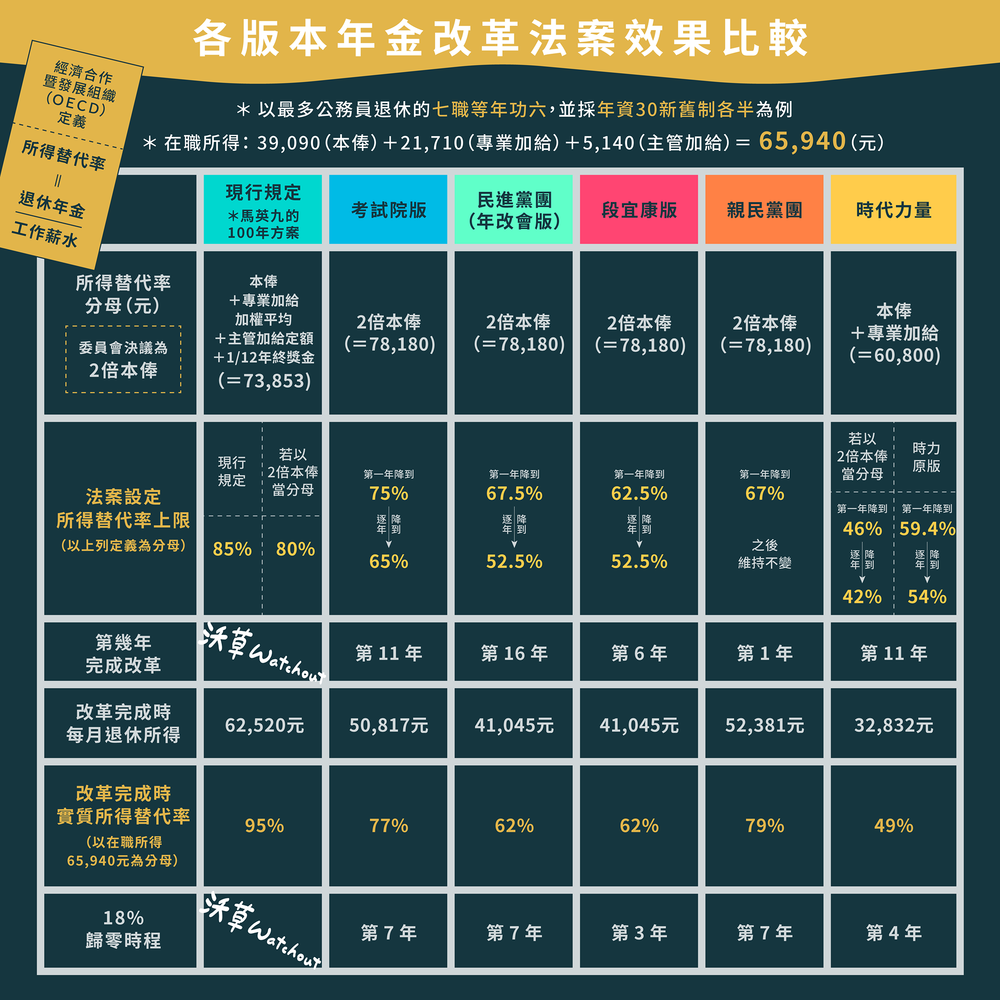 各版本年金改革法案效果比較
經濟合作
暨發展組織
（OECD）
定義
所得替代率
＝
退休年金
工作薪水
＊ 以最多公務員退休的七職等年功六，並採年資30新舊制各半為例
＊ 在職所得：39,090（本俸）＋21,710（專業加給）＋5,140（主管加給）＝ 65,940（元）
現行規定
＊馬英九的
100年方案
考試院版
民進黨團
（年改會版）
段宜康版
親民黨團
時代力量
所得替代率
分母（元）
委員會決議為
2倍本俸
本俸
＋專業加給
加權平均
＋主管加給定額
＋1/12年終獎金
（＝73,853）
2倍本俸
（＝78,180）
2倍本俸
（＝78,180）
2倍本俸
（＝78,180）
2倍本俸
（＝78,180）
本俸
＋專業加給
（＝60,800）
法案設定
所得替代率上限
（以上列定義為分母）
現行
規定
85%
若以
2倍本俸
當分母
80%
第一年降到
75%
逐年降到
65%
第一年降到
67.5%
逐年降到
52.5%
第一年降到
62.5%
逐年降到
52.5%
第一年降到
67%
之後
維持不變
若以
2倍本俸
當分母
第一年降到
46%
逐年降到
42%
時力
原版
第一年降到
59.4%
逐年降到
54%
第幾年
完成改革
沃草Watchout
第 11 年
第 16 年
第 6 年
第 1 年
第 11 年
改革完成時
每月退休所得
62,520元
50,817元
41,045元
41,045元
52,381元
32,832元
改革完成時
實質所得替代率
（以在職所得
65,940元為分母）
95%
77%
62%
62%
79%
49%
18%
歸零時程
沃草Watchout
第 7 年
第 7 年
第 3 年
第 7 年
第 4 年